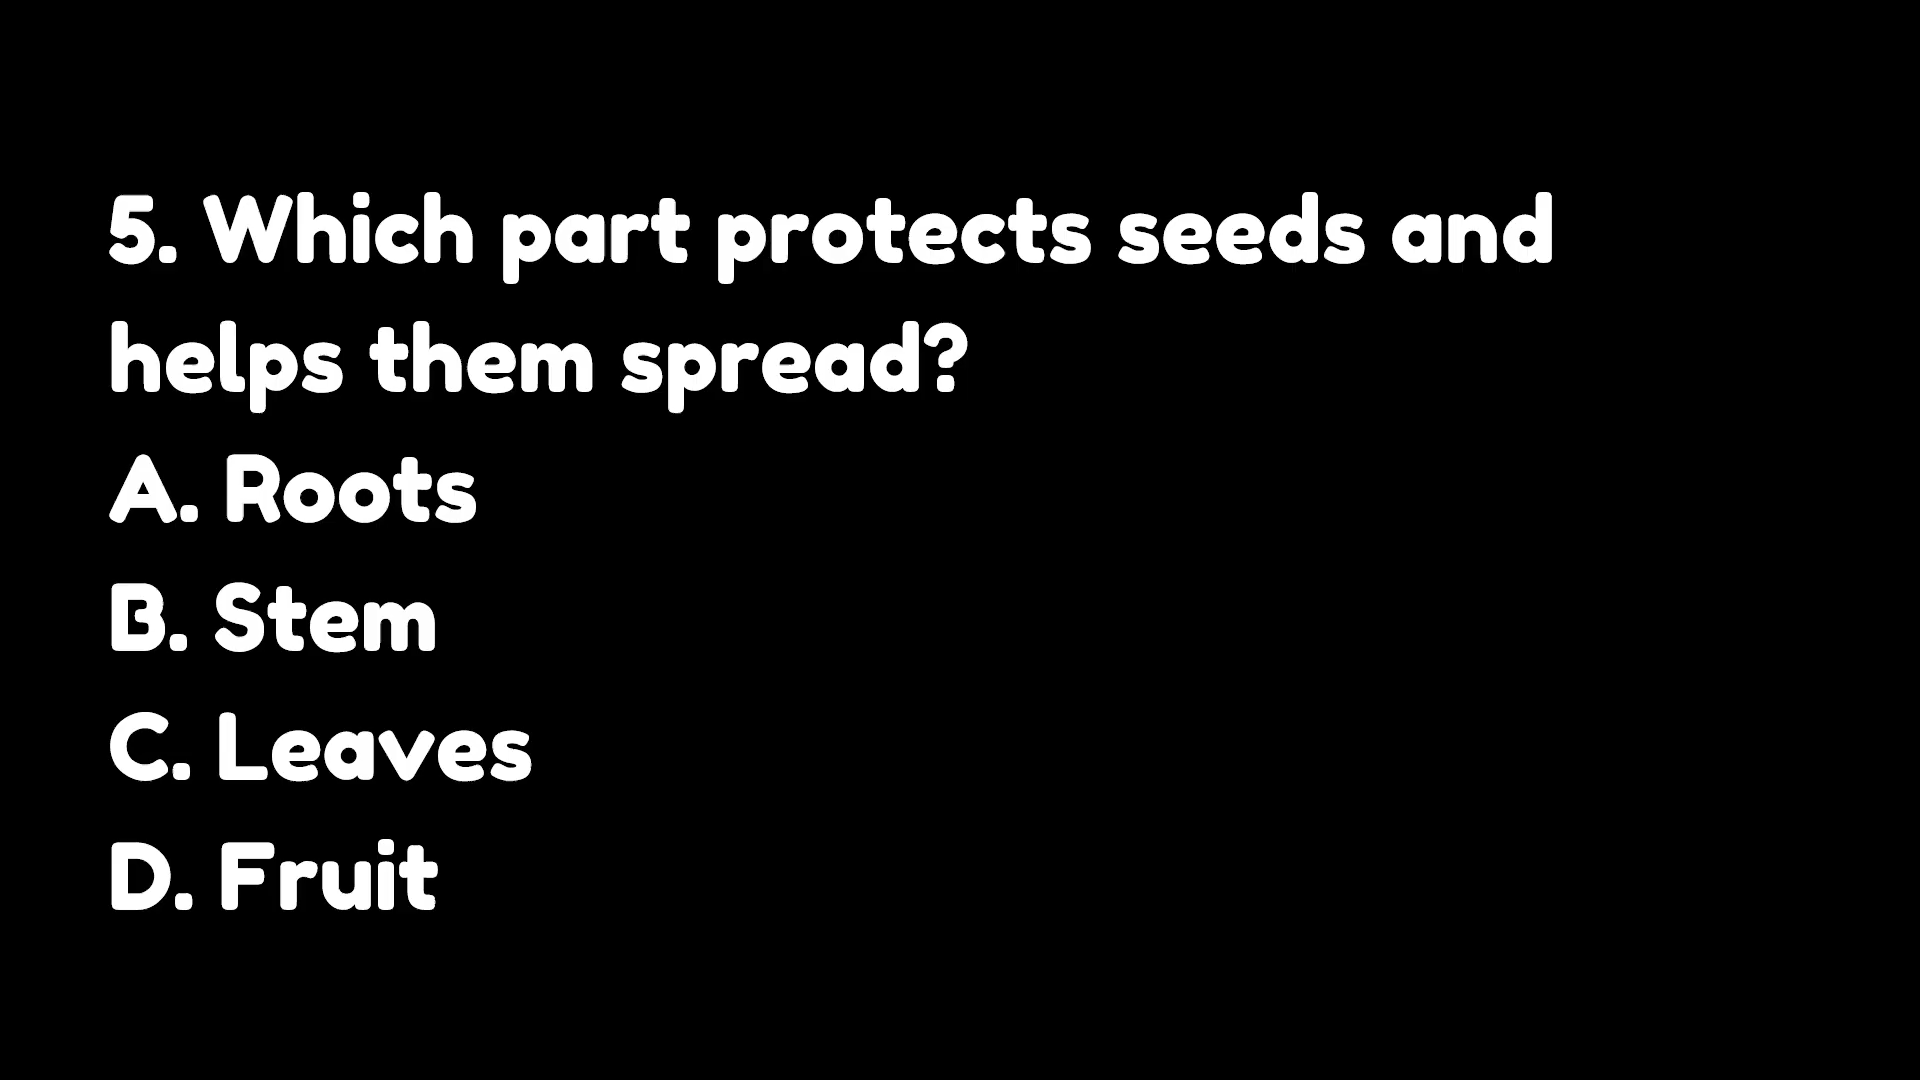 5. Which part protects seeds and
helps them spread?
A. Roots
B. Stem
C. Leaves
D. Fruit